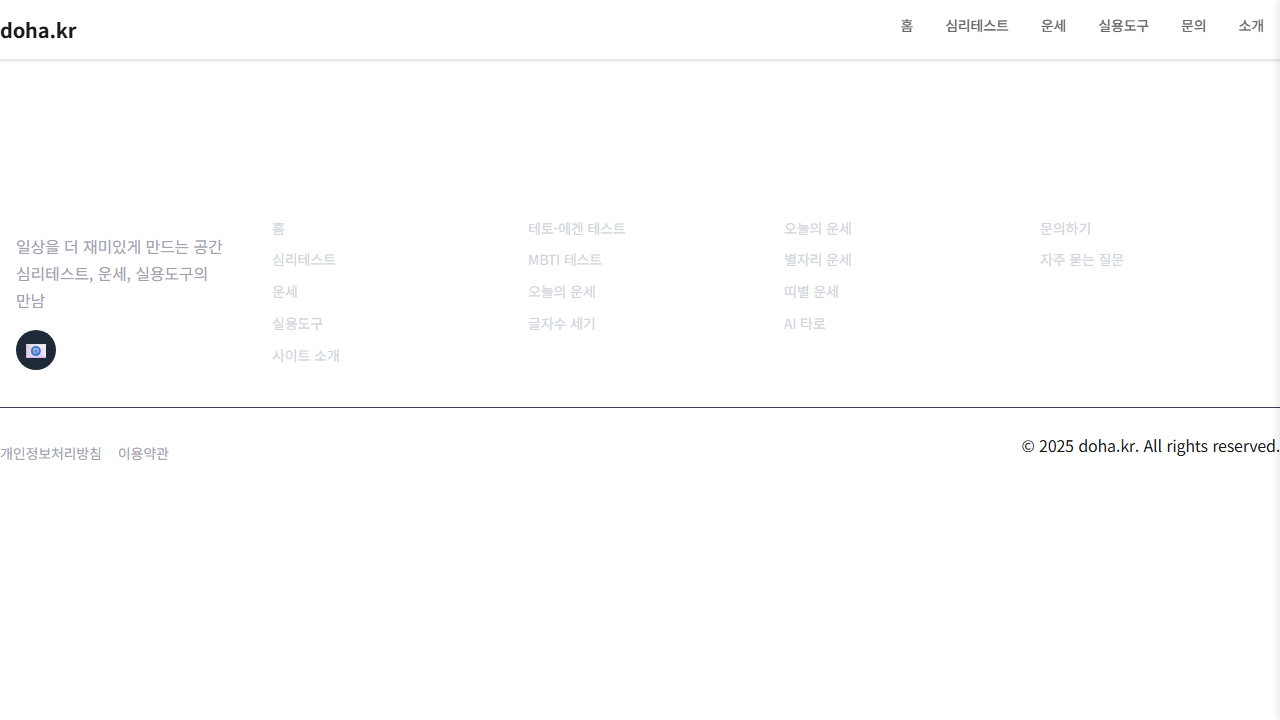 doha.kr
홈
심리테스트
운세
실용도구
문의
소개
일상을 더 재미있게 만드는 공간
심리테스트, 운세, 실용도구의
만남
홈
심리테스트
운세
실용도구
사이트 소개
테토-에겐 테스트
MBTI 테스트
오늘의 운세
글자수 세기
오늘의 운세
별자리 운세
띠별 운세
AI 타로
문의하기
자주 묻는 질문
개인정보처리방침
이용약관
© 2025 doha.kr. All rights reserved.